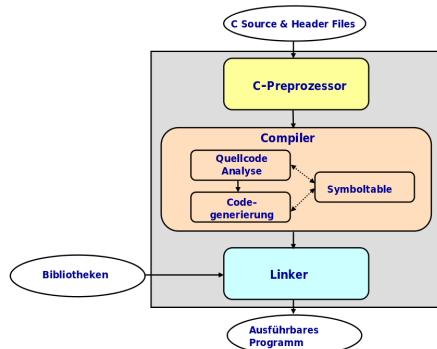 C Source & Header Files
C-Preprozessor
Compiler
Quellcode
Analyse
Symboltable
Code-
generierung
Bibliotheken
Linker
Ausführbares
Programm